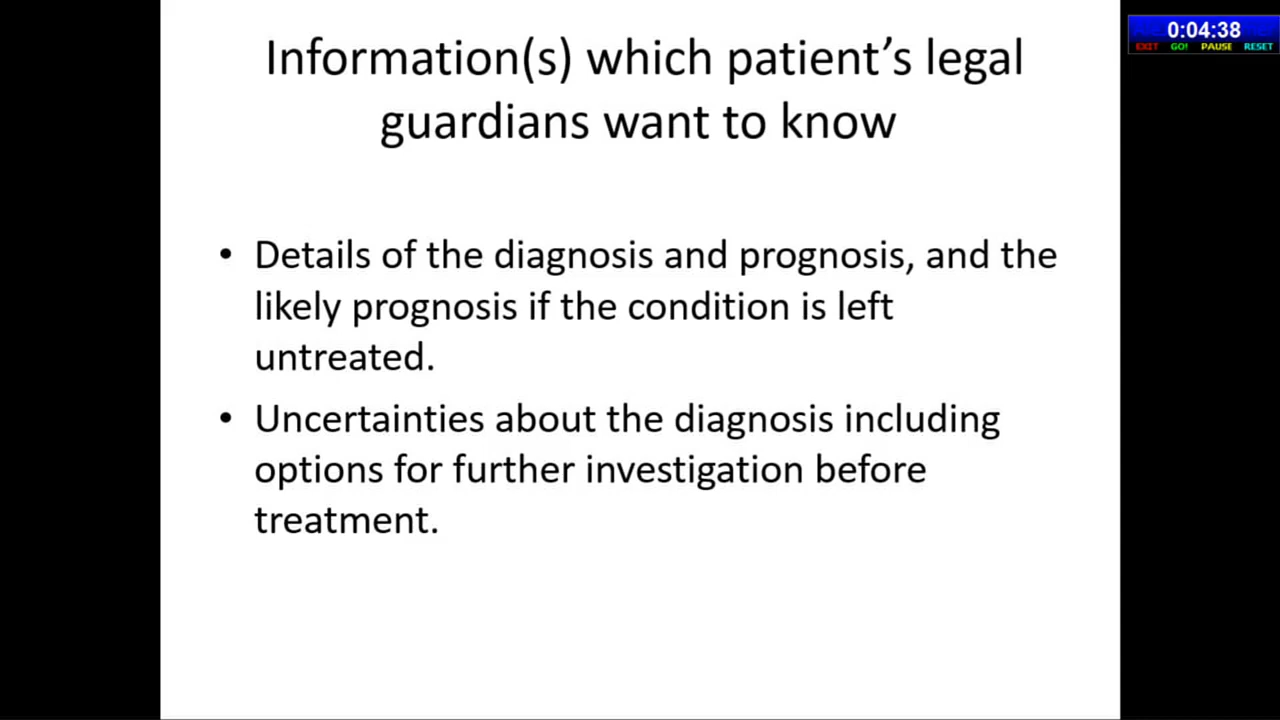 Information(s) which patient’s legal
guardians want to know
• Details of the diagnosis and prognosis, and the
likely prognosis if the condition is left
untreated.
• Uncertainties about the diagnosis including
options for further investigation before
treatment.
0:04:38
EXIT GO! PAUSE RESET